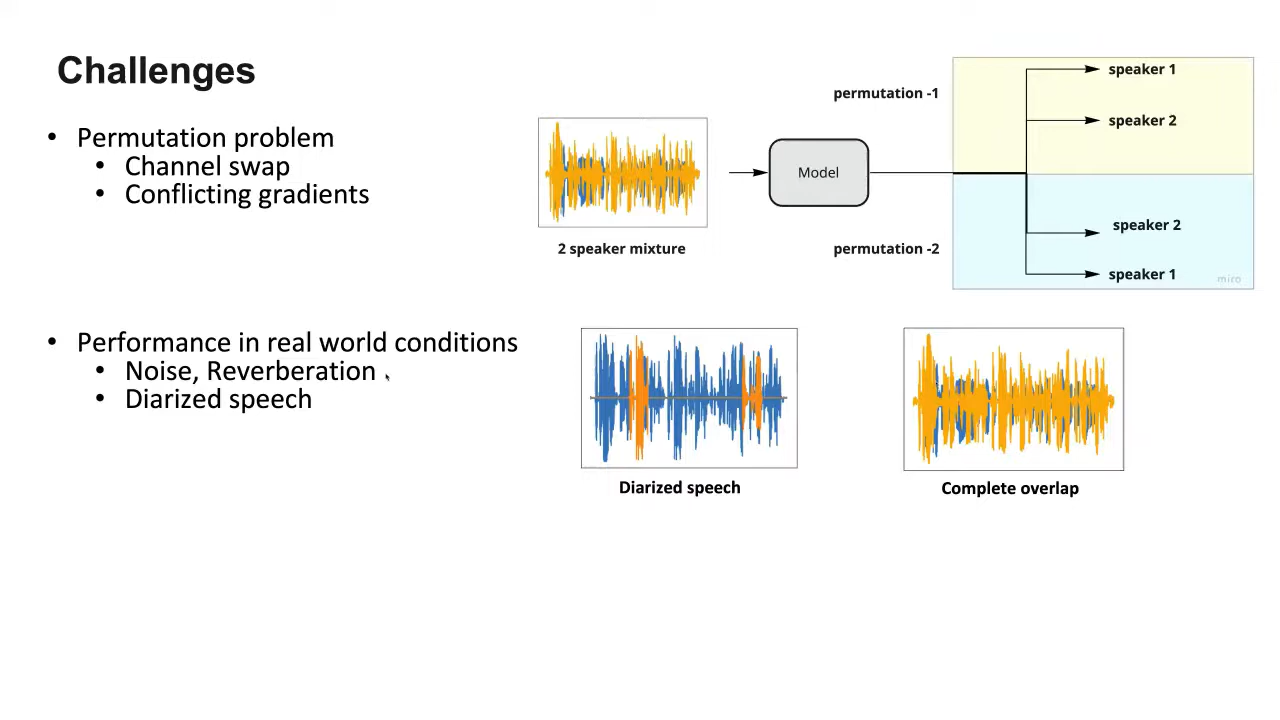 Challenges
• Permutation problem
• Channel swap
• Conflicting gradients
2 speaker mixture
Model
permutation -1
speaker 1
speaker 2
permutation -2
speaker 2
speaker 1
miro
• Performance in real world conditions
• Noise, Reverberation
• Diarized speech
Diarized speech
Complete overlap